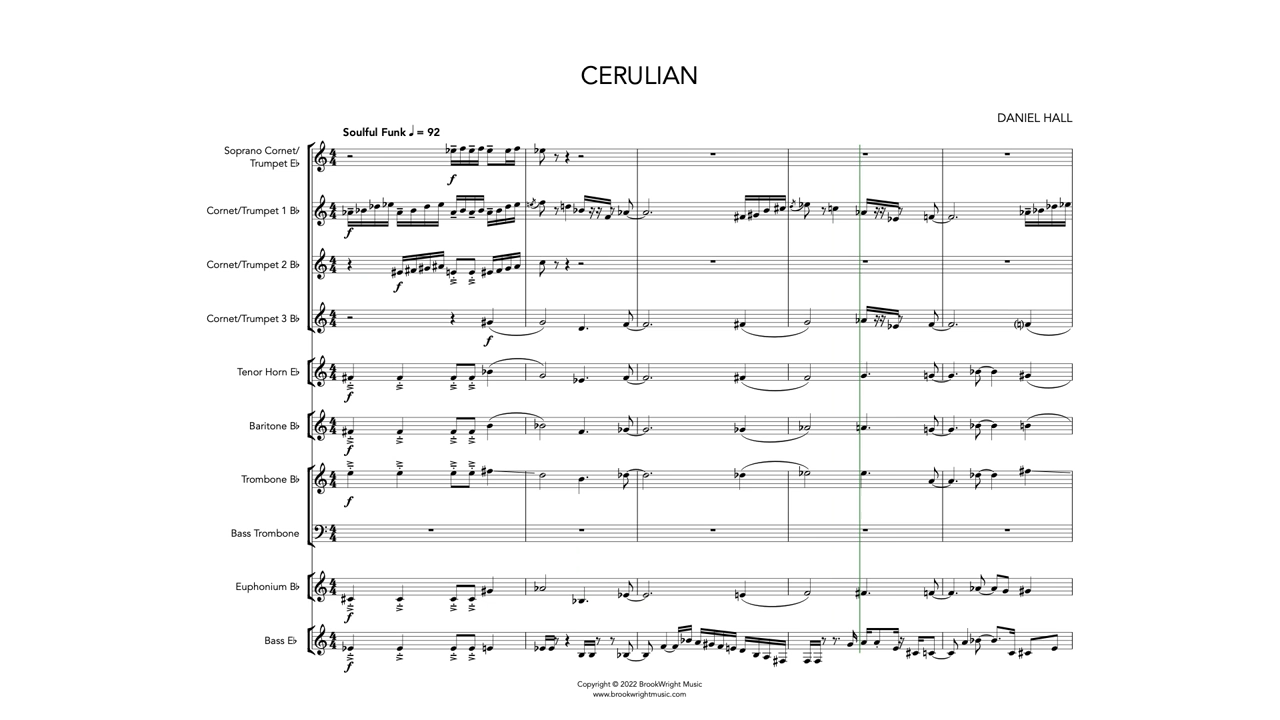 CERULIAN
DANIEL HALL
Soulful Funk ♩ = 92
Soprano Cornet/
Trumpet E♭
f
Cornet/Trumpet 1 B♭
f
Cornet/Trumpet 2 B♭
f
Cornet/Trumpet 3 B♭
f
Tenor Horn E♭
f
Baritone B♭
f
Trombone B♭
f
Bass Trombone
Euphonium B♭
f
Bass E♭
f
Copyright © 2022 BrookWright Music
www.brookwrightmusic.com